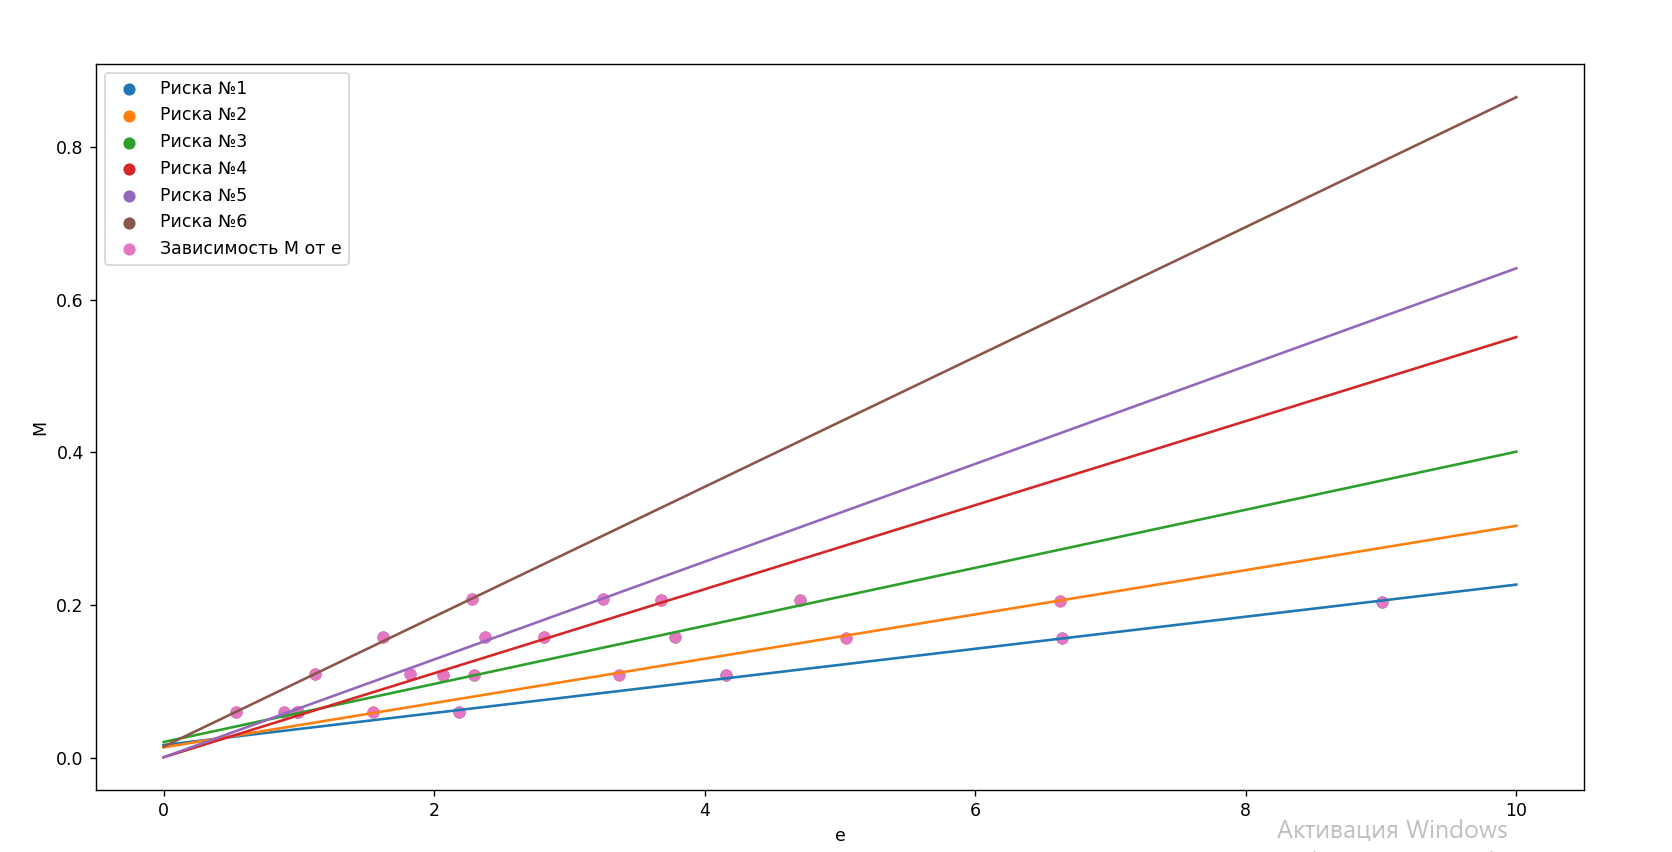 Риска №1
Риска №2
Риска №3
Риска №4
Риска №5
Риска №6
Зависимость M от e
0.8
0.6
0.4
0.2
0.0
M
0 2 4 6 8 10
e
Активация Windows